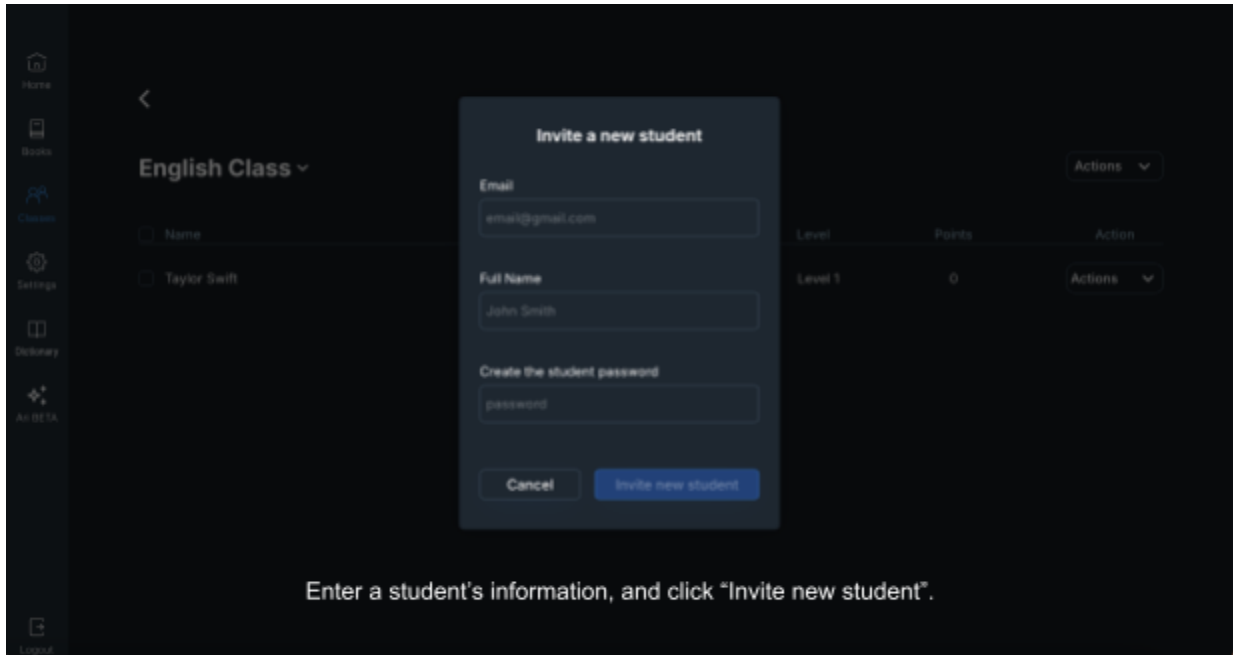 Home
Books
Classes
Settings
Dictionary
Ari BETA
Logout
English Class
Actions
Name
Level
Points
Action
Taylor Swift
Level 1
0
Actions
Invite a new student
Email
email@gmail.com
Full Name
John Smith
Create the student password
password
Cancel
Invite new student
Enter a student’s information, and click “Invite new student”.